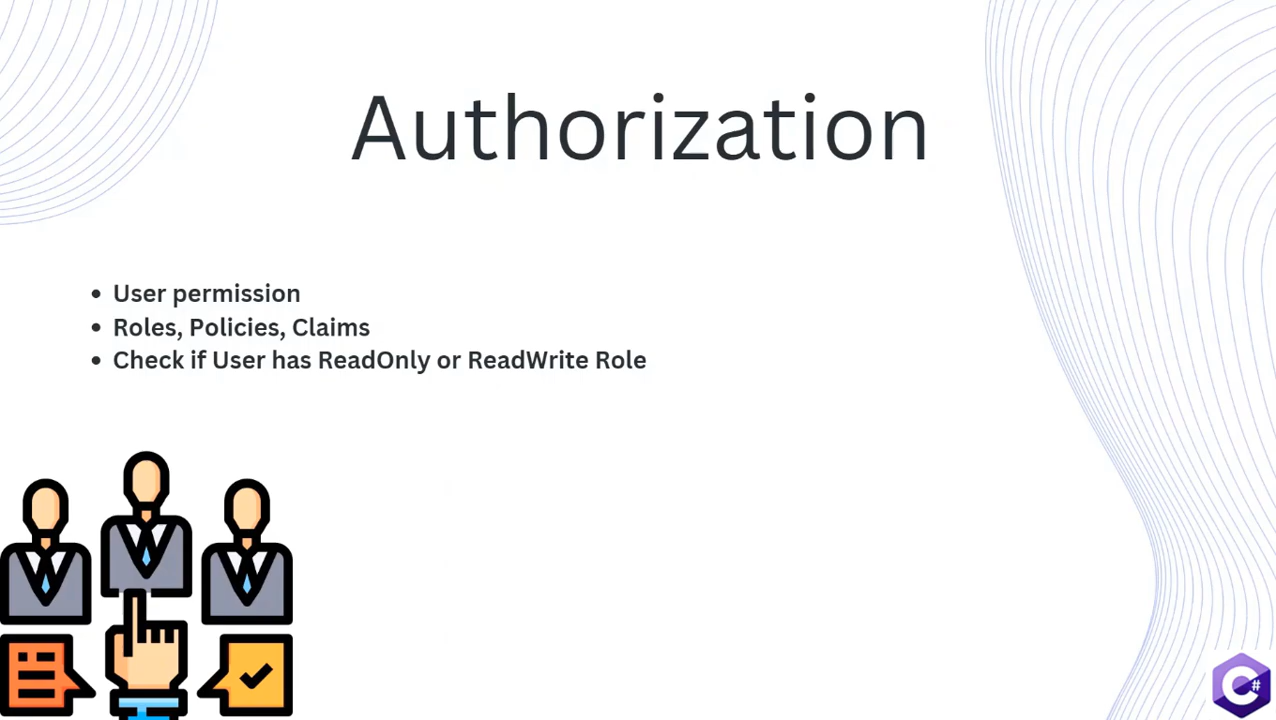 Authorization
• User permission
• Roles, Policies, Claims
• Check if User has ReadOnly or ReadWrite Role
C#